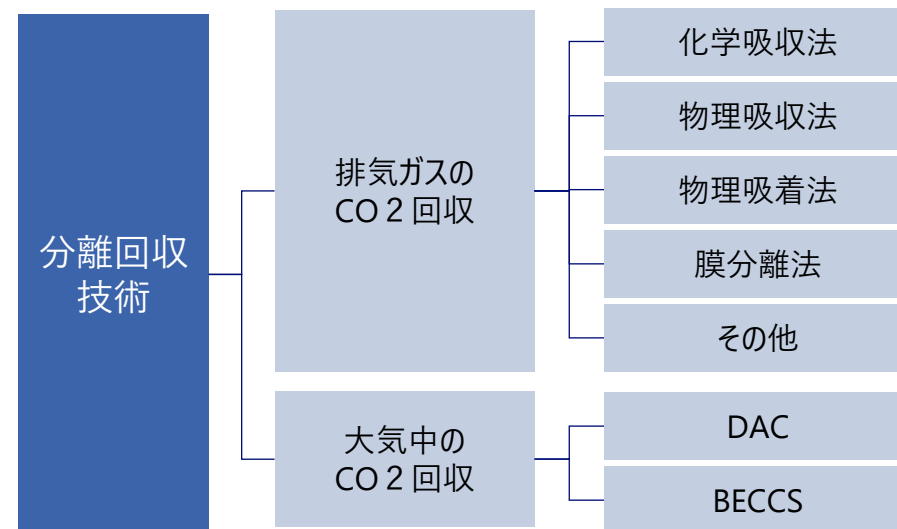 分離回収
技術
排気ガスの
CO２回収
化学吸収法
物理吸収法
物理吸着法
膜分離法
その他
大気中の
CO２回収
DAC
BECCS